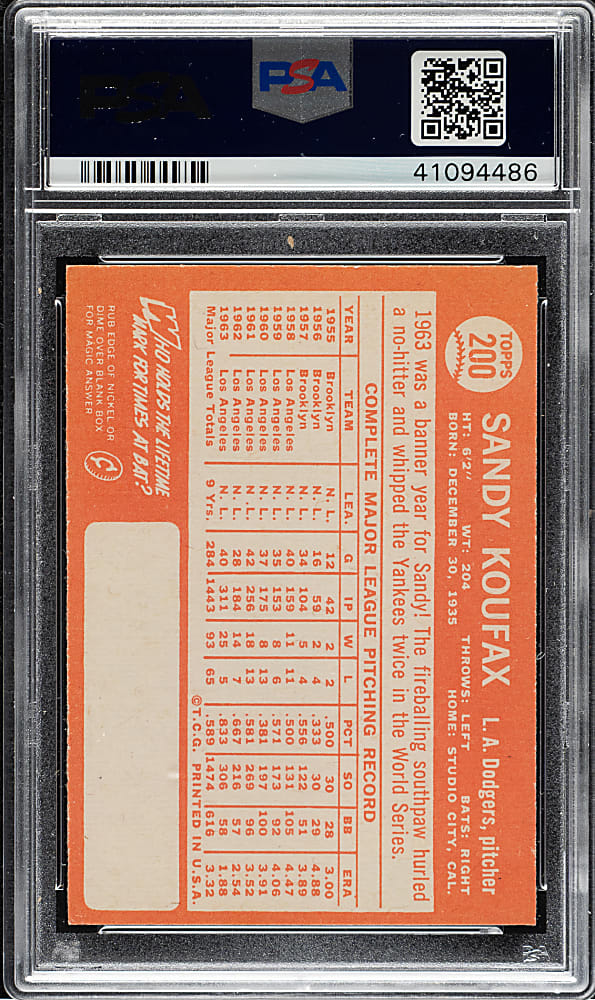 PSA
PSA
41094486
TOPPS
200
SANDY KOUFAX L. A. Dodgers, pitcher
HT: 6'2" WT: 204 THROWS: LEFT BATS: RIGHT
BORN: DECEMBER 30, 1935 HOME: STUDIO CITY, CAL.
1963 was a banner year for Sandy! The fireballing southpaw hurled
a no-hitter and whipped the Yankees twice in the World Series.
COMPLETE MAJOR LEAGUE PITCHING RECORD
YEAR TEAM LEA. G IP W L PCT SO BB ERA
1955 Brooklyn N. L. 12 42 2 2 .500 30 28 3.00
1956 Brooklyn N. L. 16 59 2 4 .333 30 29 4.88
1957 Brooklyn N. L. 34 104 5 4 .556 122 51 3.89
1958 Los Angeles N. L. 40 159 11 11 .500 131 105 4.47
1959 Los Angeles N. L. 35 153 8 6 .571 173 92 4.06
1960 Los Angeles N. L. 37 175 8 13 .381 197 100 3.91
1961 Los Angeles N. L. 42 256 18 13 .581 269 96 3.52
1962 Los Angeles N. L. 28 184 14 7 .667 216 57 2.54
1963 Los Angeles N. L. 40 311 25 5 .833 306 58 1.88
Major League Totals 9 Yrs. 284 1443 93 65 .589 1474 616 3.32
©T.C.G. PRINTED IN U.S.A.
WHO HOLDS THE LIFETIME
MARK FOR TIMES AT BAT?
RUB EDGE OF NICKEL OR
DIME OVER BLANK BOX
FOR MAGIC ANSWER